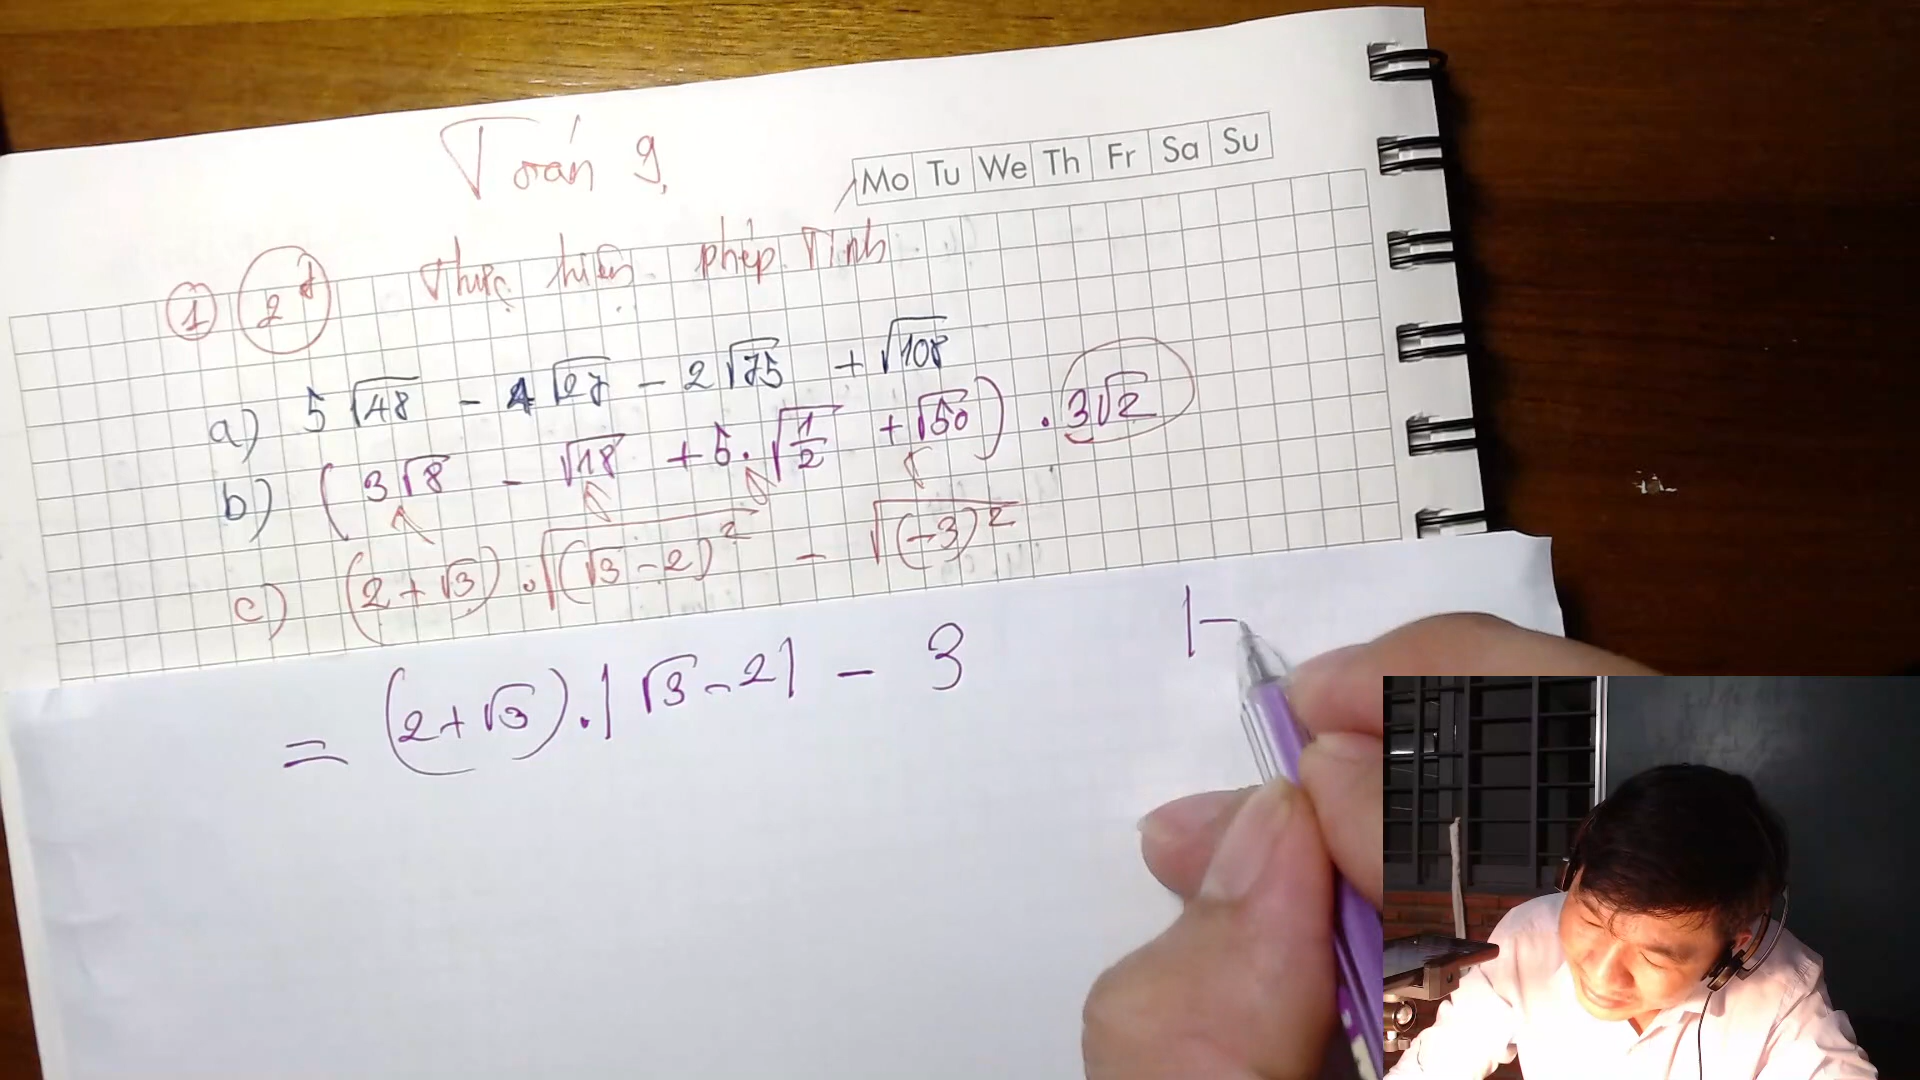 Toán 9
Mo Tu We Th Fr Sa Su
① 2đ Thực hiện phép tính
a) 5√48 - 4√27 - 2√75 + √108
b) (3√8 - √18 + 5.√(1/2) + √50) . 3√2
c) (2+√3).√((√3-2)²) - √((-3)²)
= (2+√3).|√3-2| - 3
|-